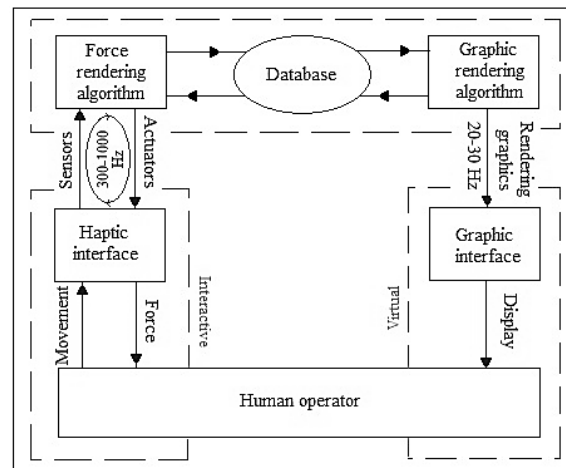 Force
rendering
algorithm
Database
Graphic
rendering
algorithm
Sensors
300-1000
Hz
Actuators
20-30 Hz
Rendering
graphics
Haptic
interface
Graphic
interface
Movement
Force
Interactive
Virtual
Display
Human operator